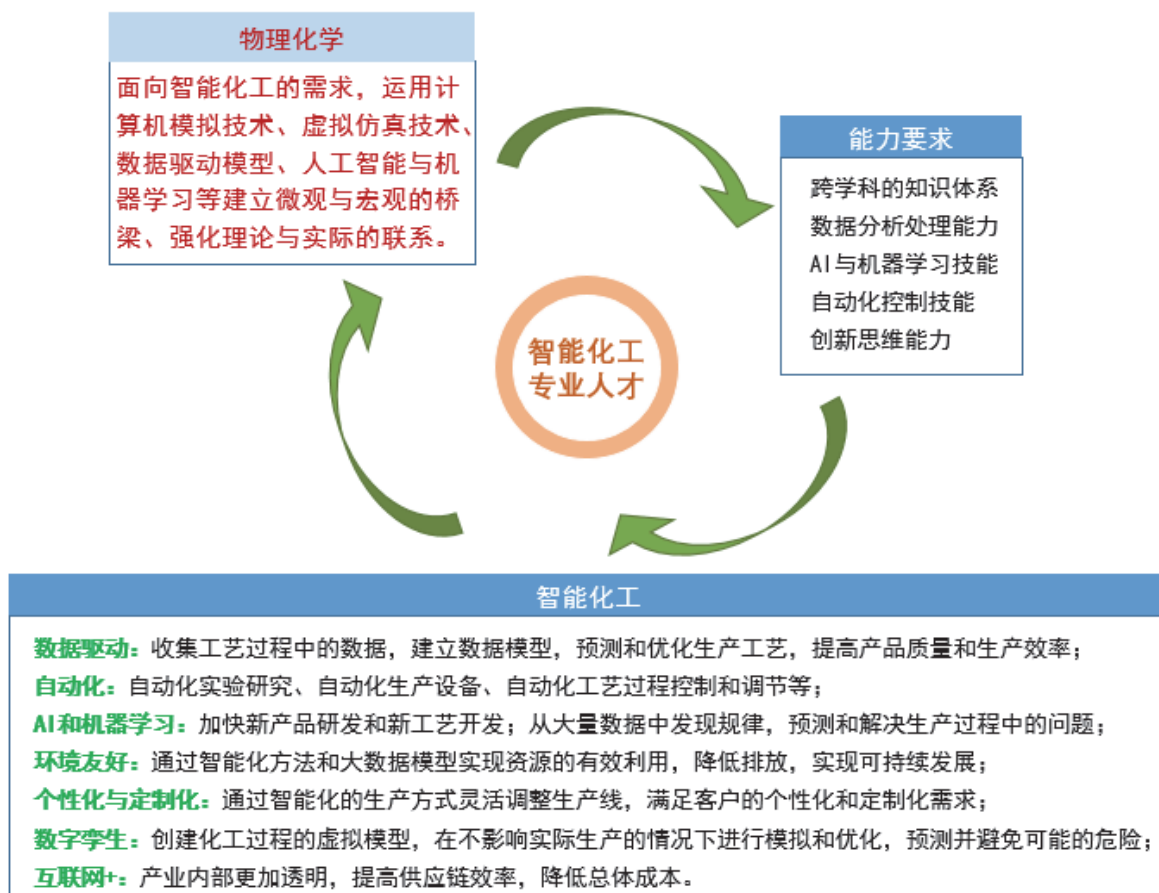 物理化学
面向智能化工的需求，运用计
算机模拟技术、虚拟仿真技术、
数据驱动模型、人工智能与机
器学习等建立微观与宏观的桥
梁、强化理论与实际的联系。
能力要求
跨学科的知识体系
数据分析处理能力
AI与机器学习技能
自动化控制技能
创新思维能力
智能化工
专业人才
智能化工
数据驱动：收集工艺过程中的数据，建立数据模型，预测和优化生产工艺，提高产品质量和生产效率；
自动化：自动化实验研究、自动化生产设备、自动化工艺过程控制和调节等；
AI和机器学习：加快新产品研发和新工艺开发；从大量数据中发现规律，预测和解决生产过程中的问题；
环境友好：通过智能化方法和大数据模型实现资源的有效利用，降低排放，实现可持续发展；
个性化与定制化：通过智能化的生产方式灵活调整生产线，满足客户的个性化和定制化需求；
数字孪生：创建化工过程的虚拟模型，在不影响实际生产的情况下进行模拟和优化，预测并避免可能的危险；
互联网+：产业内部更加透明，提高供应链效率，降低总体成本。